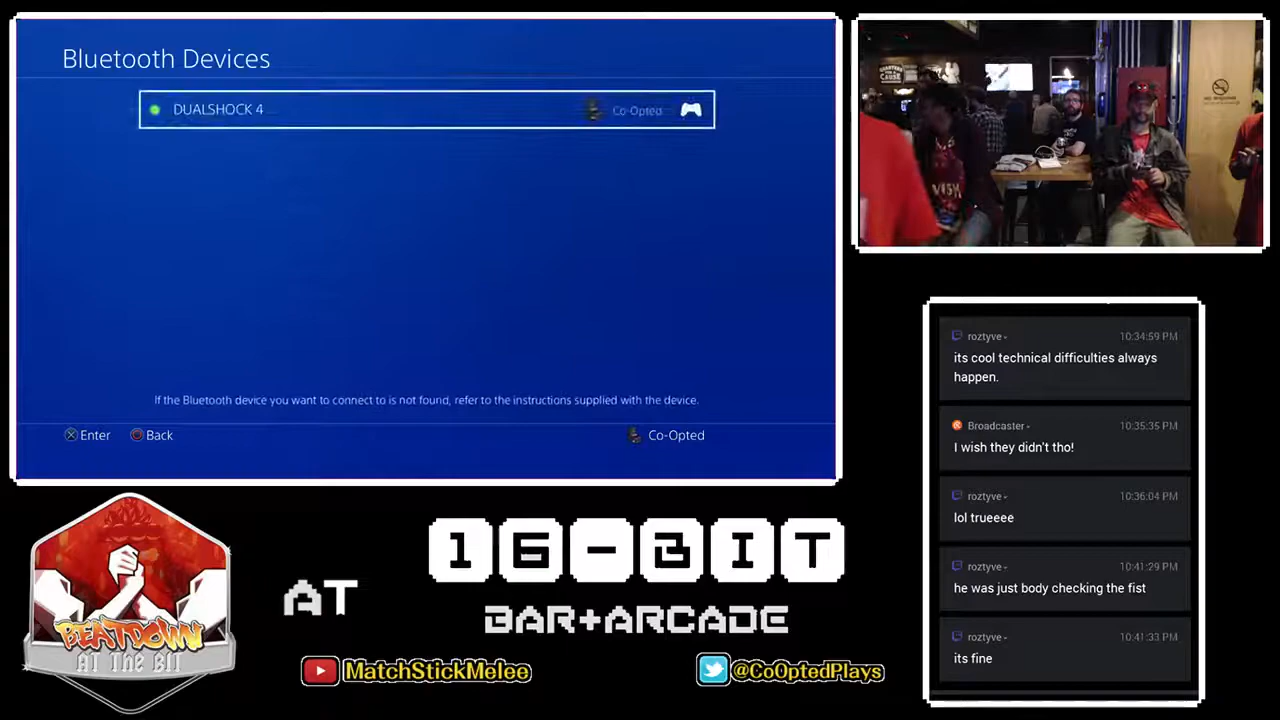 Bluetooth Devices
DUALSHOCK 4
Co-Opted
If the Bluetooth device you want to connect to is not found, refer to the instructions supplied with the device.
Enter
Back
Co-Opted
roztyve
10:34:59 PM
its cool technical difficulties always
happen.
Broadcaster
10:35:35 PM
I wish they didn't tho!
roztyve
10:36:04 PM
lol trueeee
roztyve
10:41:29 PM
he was just body checking the fist
roztyve
10:41:33 PM
its fine
BEATDOWN
AT THE BIT
AT
16-BIT
BAR+ARCADE
MatchStickMelee
@CoOptedPlays